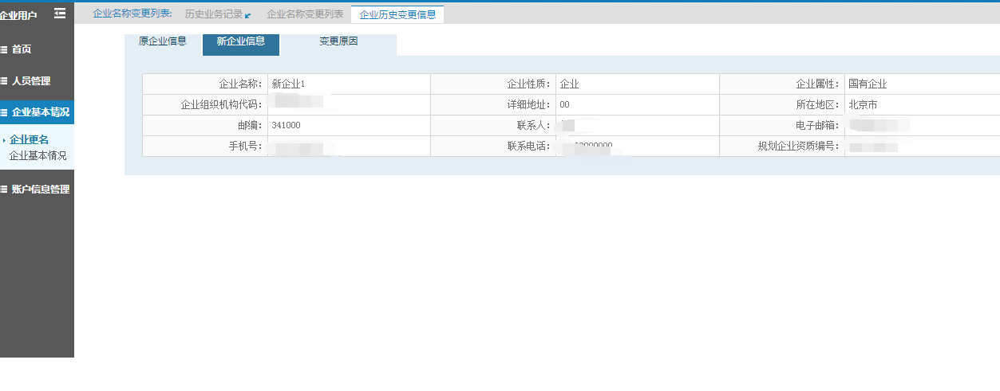 企业用户
首页
人员管理
企业基本情况
企业更名
企业基本情况
账户信息管理
企业名称变更列表: 历史业务记录 企业名称变更列表 企业历史变更信息
原企业信息 新企业信息 变更原因
企业名称: 新企业1 企业性质: 企业 企业属性: 国有企业
企业组织机构代码: 详细地址: 00 所在地区: 北京市
邮编: 341000 联系人: 电子邮箱:
手机号: 联系电话: 规划企业资质编号: